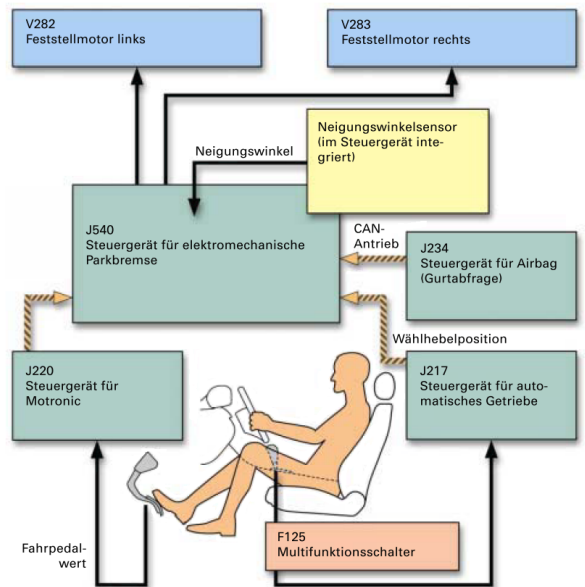 V282
Feststellmotor links
V283
Feststellmotor rechts
Neigungswinkelsensor
(im Steuergerät inte-
griert)
Neigungswinkel
J540
Steuergerät für elektromechanische
Parkbremse
CAN-
Antrieb
J234
Steuergerät für Airbag
(Gurtabfrage)
Wählhebelposition
J220
Steuergerät für
Motronic
J217
Steuergerät für auto-
matisches Getriebe
Fahrpedal-
wert
F125
Multifunktionsschalter